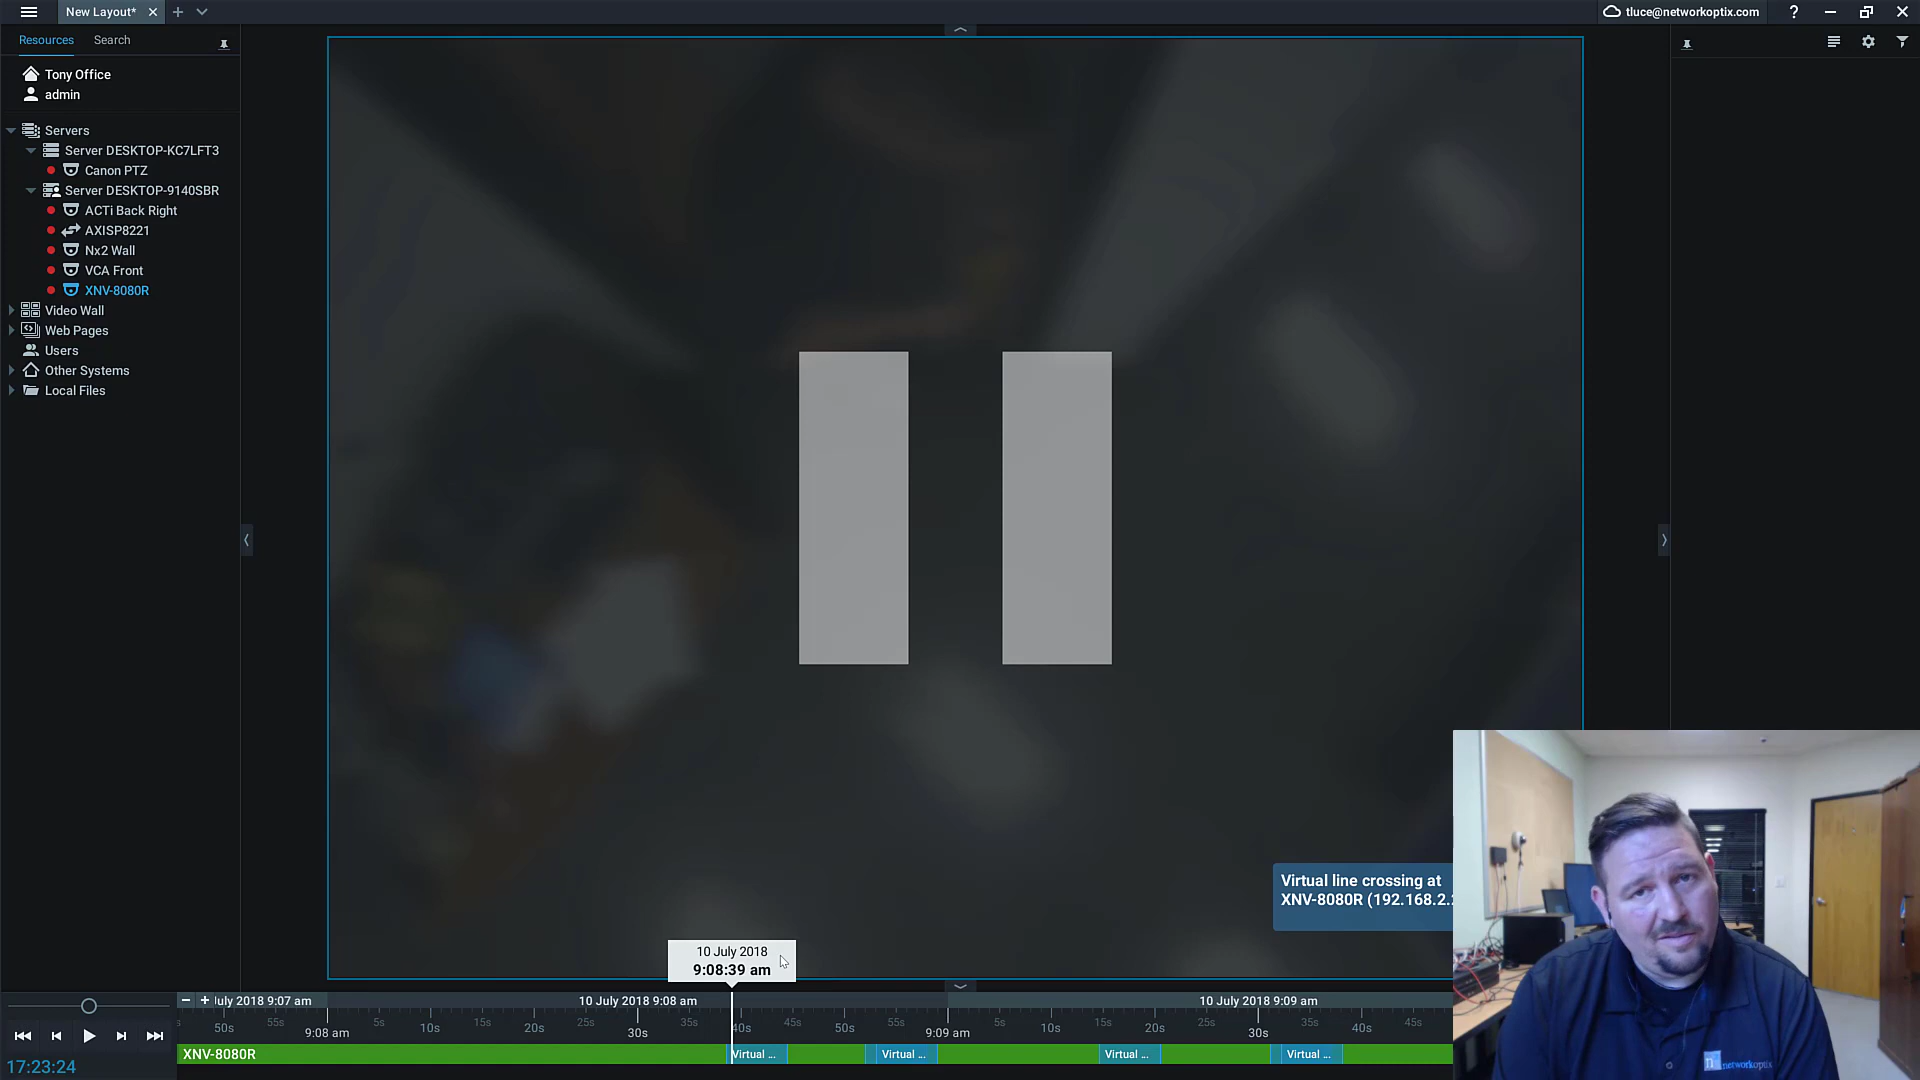 New Layout*
tluce@networkoptix.com
?
Resources
Search
Tony Office
admin
Servers
Server DESKTOP-KC7LFT3
Canon PTZ
Server DESKTOP-9140SBR
ACTi Back Right
AXISP8221
Nx2 Wall
VCA Front
XNV-8080R
Video Wall
Web Pages
Users
Other Systems
Local Files
Virtual line crossing at
XNV-8080R (192.168.2.
networkoptix
10 July 2018
9:08:39 am
uly 2018 9:07 am
10 July 2018 9:08 am
10 July 2018 9:09 am
50s 55s 5s 10s 15s 20s 25s 30s 35s 40s 45s 50s 55s 5s 10s 15s 20s 25s 30s 35s 40s 45s
9:08 am
9:09 am
XNV-8080R
Virtual ...
Virtual ...
Virtual ...
Virtual ...
17:23:24